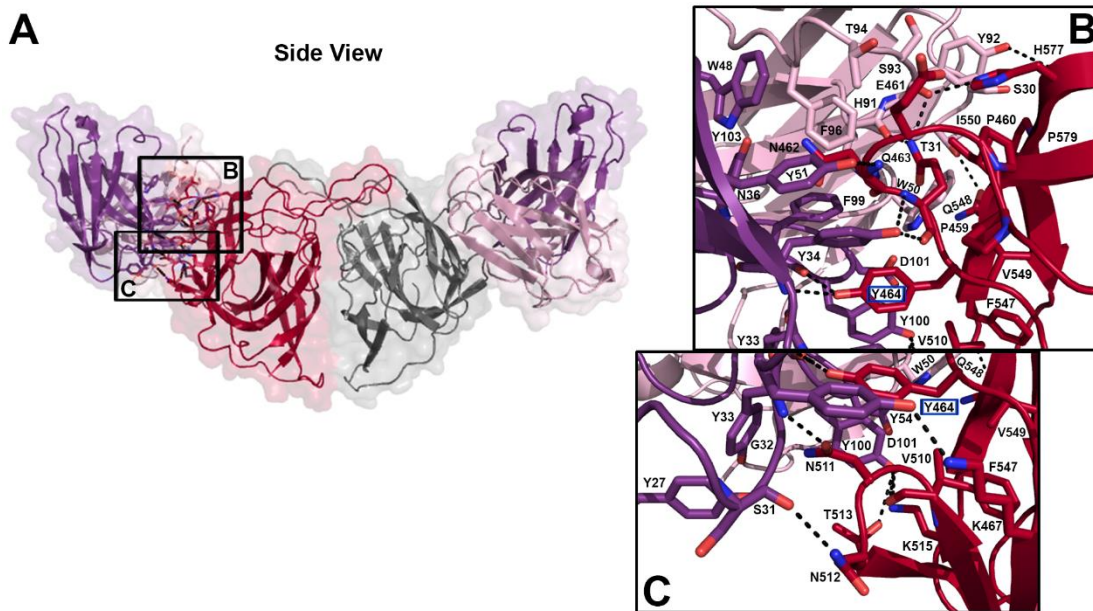 A
Side View
B
C
B
T94
Y92
W48
S93
H577
E461
S30
H91
I550
P460
Y103
F96
P579
N462
T31
Q463
Y51
W50
N36
F99
Q548
P459
Y34
D101
V549
Y464
F547
Y100
V510
Y33
C
W50
Q548
Y54
Y464
Y33
D101
V549
G32
Y100
V510
N511
F547
Y27
S31
T513
K467
K515
N512